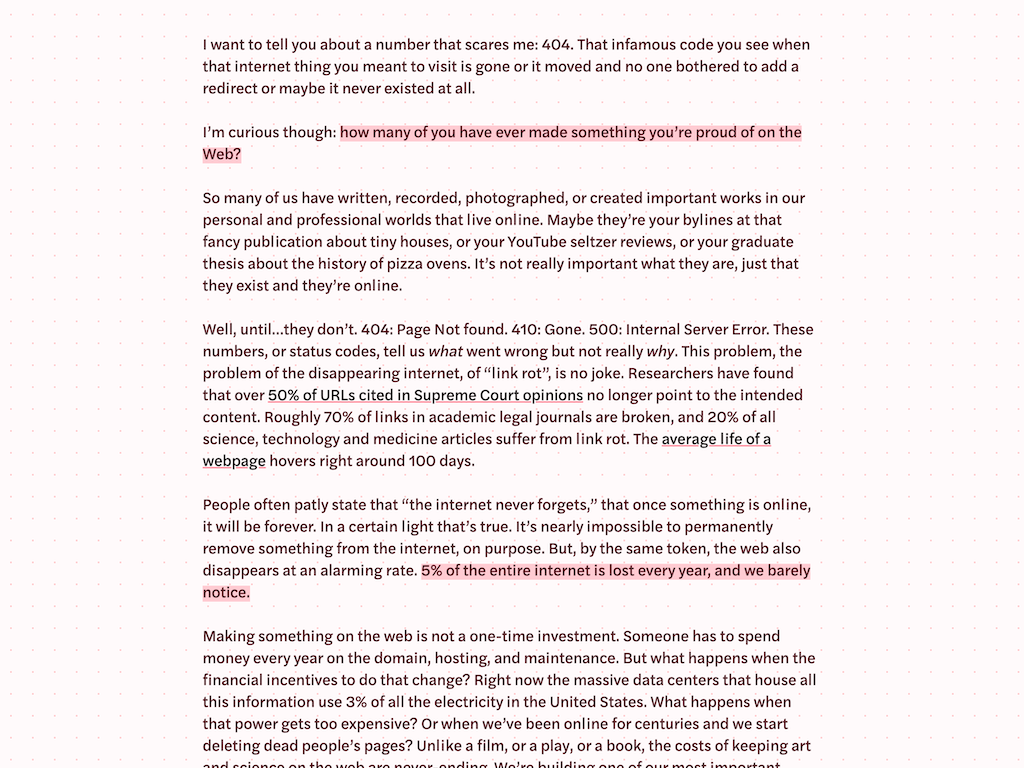 I want to tell you about a number that scares me: 404. That infamous code you see when
that internet thing you meant to visit is gone or it moved and no one bothered to add a
redirect or maybe it never existed at all.
I’m curious though: how many of you have ever made something you’re proud of on the
Web?
So many of us have written, recorded, photographed, or created important works in our
personal and professional worlds that live online. Maybe they’re your bylines at that
fancy publication about tiny houses, or your YouTube seltzer reviews, or your graduate
thesis about the history of pizza ovens. It’s not really important what they are, just that
they exist and they’re online.
Well, until...they don’t. 404: Page Not found. 410: Gone. 500: Internal Server Error. These
numbers, or status codes, tell us what went wrong but not really why. This problem, the
problem of the disappearing internet, of “link rot”, is no joke. Researchers have found
that over 50% of URLs cited in Supreme Court opinions no longer point to the intended
content. Roughly 70% of links in academic legal journals are broken, and 20% of all
science, technology and medicine articles suffer from link rot. The average life of a
webpage hovers right around 100 days.
People often patly state that “the internet never forgets,” that once something is online,
it will be forever. In a certain light that’s true. It’s nearly impossible to permanently
remove something from the internet, on purpose. But, by the same token, the web also
disappears at an alarming rate. 5% of the entire internet is lost every year, and we barely
notice.
Making something on the web is not a one-time investment. Someone has to spend
money every year on the domain, hosting, and maintenance. But what happens when the
financial incentives to do that change? Right now the massive data centers that house all
this information use 3% of all the electricity in the United States. What happens when
that power gets too expensive? Or when we’ve been online for centuries and we start
deleting dead people’s pages? Unlike a film, or a play, or a book, the costs of keeping art
and science on the web are never-ending. We’re building one of our most important